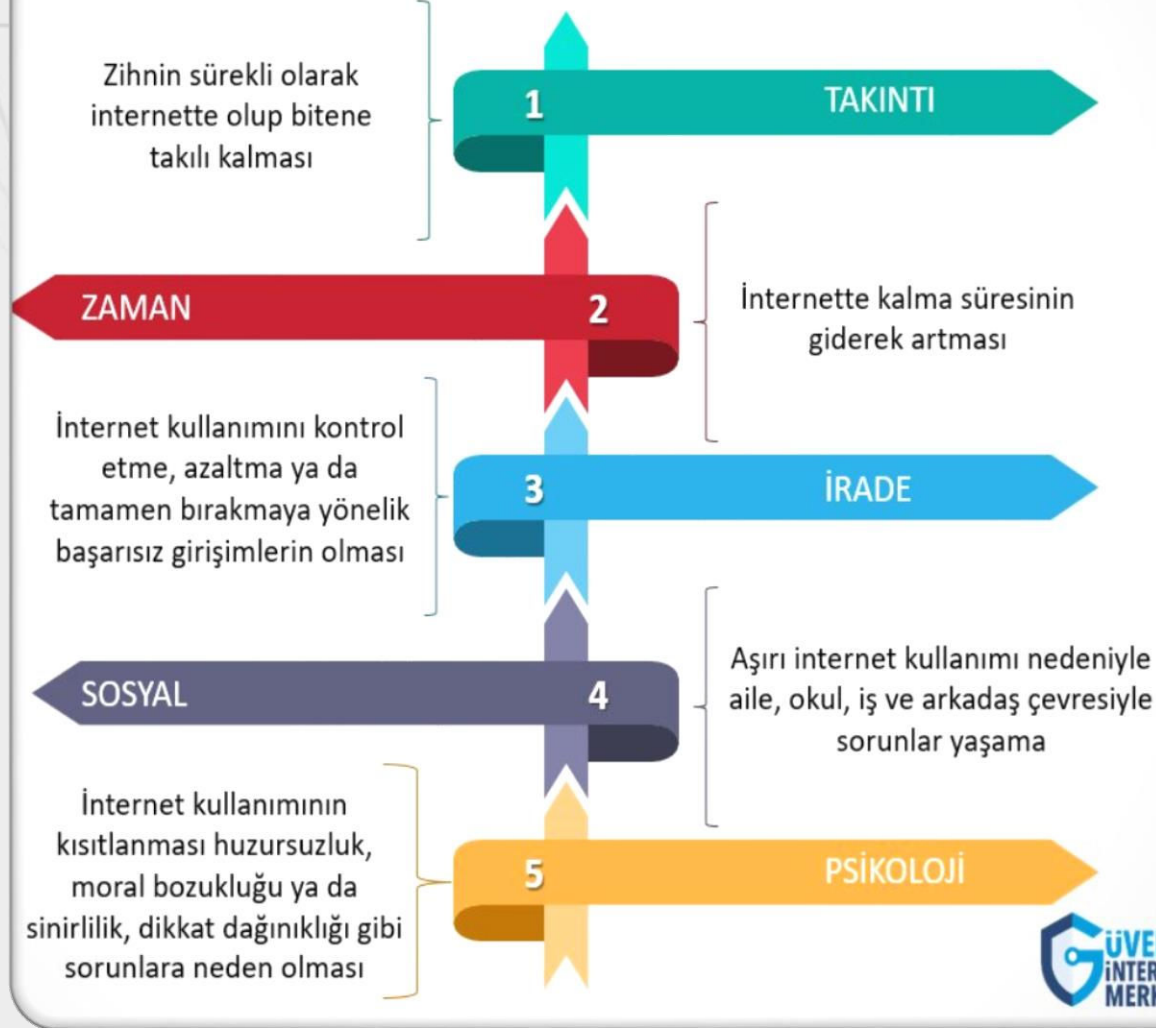 Zihnin sürekli olarak
internette olup bitene
takılı kalması
1
TAKINTI
ZAMAN
2
İnternette kalma süresinin
giderek artması
İnternet kullanımını kontrol
etme, azaltma ya da
tamamen bırakmaya yönelik
başarısız girişimlerin olması
3
İRADE
SOSYAL
4
Aşırı internet kullanımı nedeniyle
aile, okul, iş ve arkadaş çevresiyle
sorunlar yaşama
İnternet kullanımının
kısıtlanması huzursuzluk,
moral bozukluğu ya da
sinirlilik, dikkat dağınıklığı gibi
sorunlara neden olması
5
PSİKOLOJİ